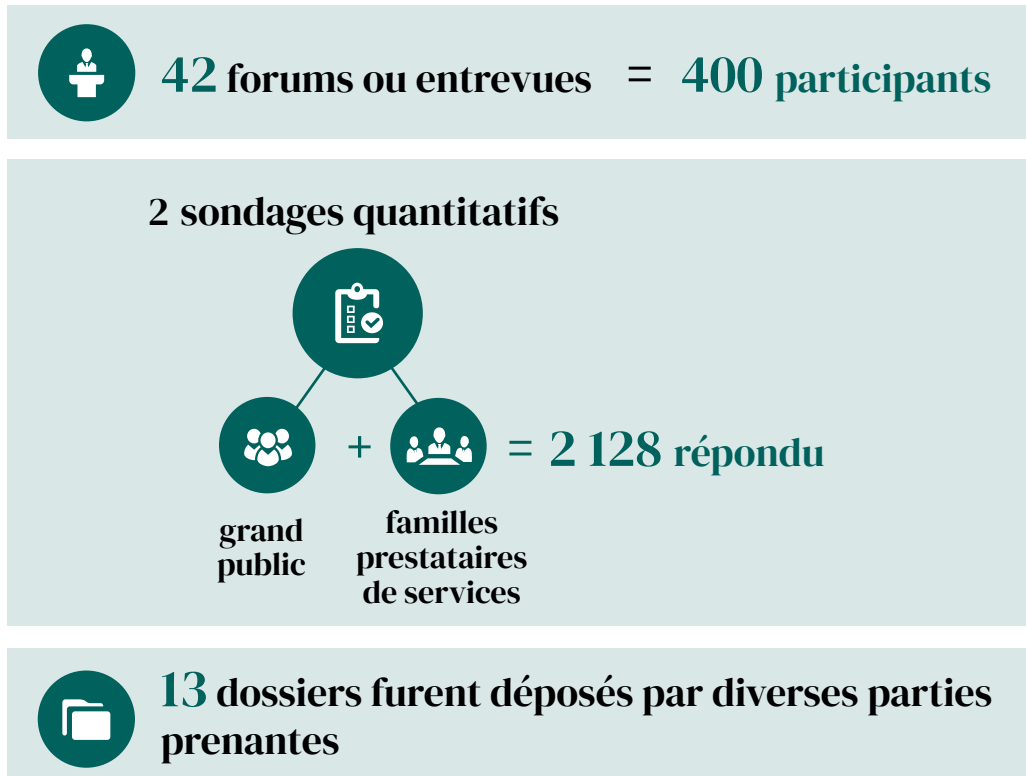 42 forums ou entrevues = 400 participants
2 sondages quantitatifs
+ = 2 128 répondu
grand
public
familles
prestataires
de services
13 dossiers furent déposés par diverses parties
prenantes